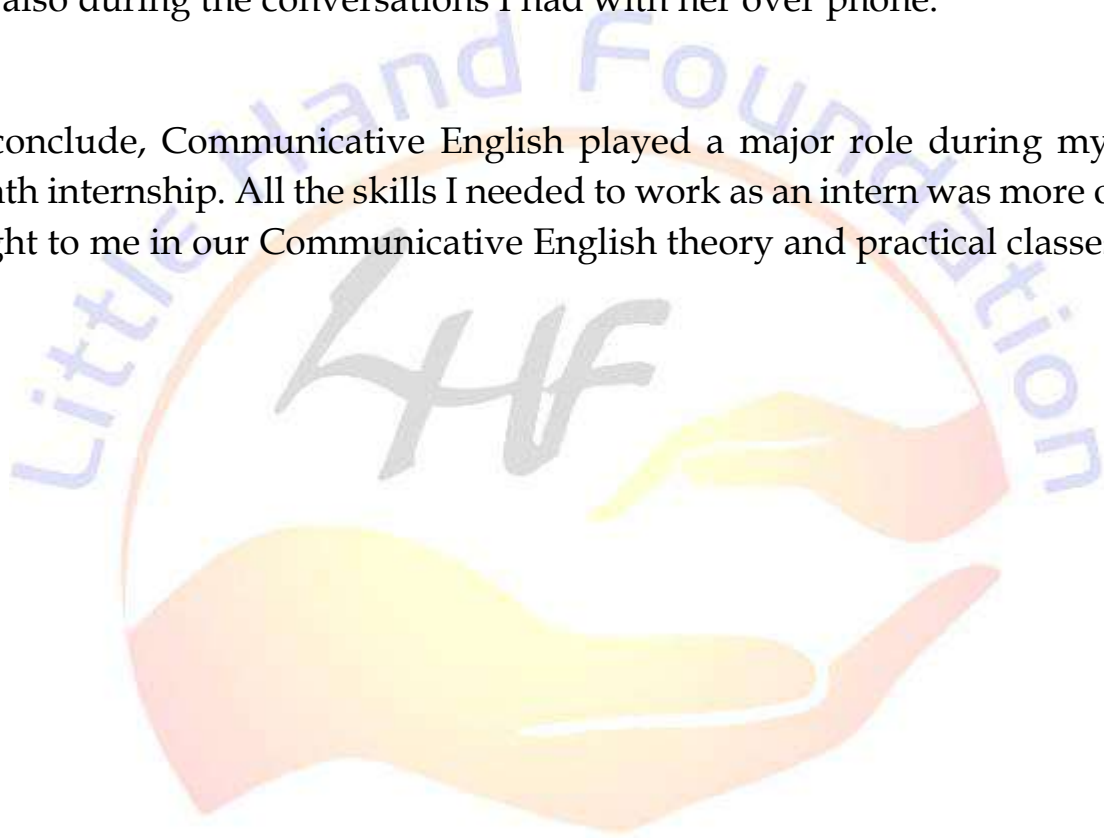 also during the conversations I had with her over phone.
conclude, Communicative English played a major role during my
internship. All the skills I needed to work as an intern was more
to me in our Communicative English theory and practical
Little Hand Foundation
LHF